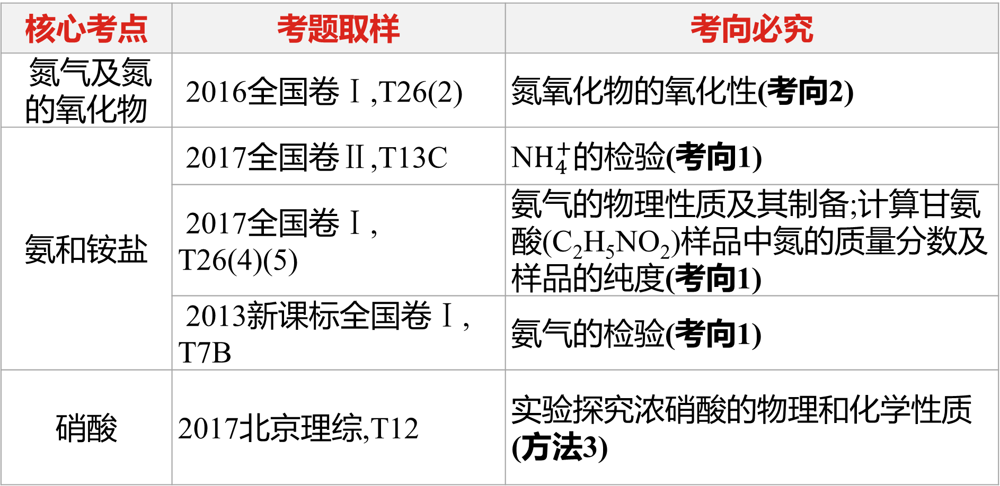 核心考点
考题取样
考向必究
氮气及氮
的氧化物
2016全国卷Ⅰ,T26(2)
氮氧化物的氧化性(考向2)
氨和铵盐
2017全国卷Ⅱ,T13C
NH₄⁺的检验(考向1)
2017全国卷Ⅰ,
T26(4)(5)
氨气的物理性质及其制备;计算甘氨
酸(C₂H₅NO₂)样品中氮的质量分数及
样品的纯度(考向1)
2013新课标全国卷Ⅰ,
T7B
氨气的检验(考向1)
硝酸
2017北京理综,T12
实验探究浓硝酸的物理和化学性质
(方法3)